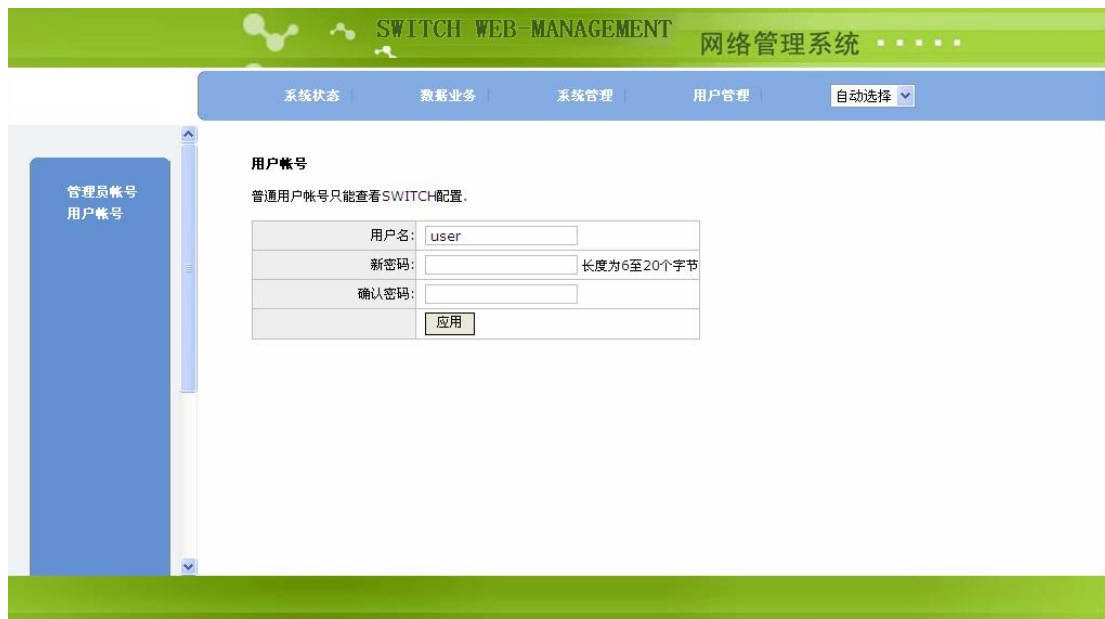 SWITCH WEB-MANAGEMENT
网络管理系统
系统状态 数据业务 系统管理 用户管理 自动选择
管理员帐号
用户帐号
用户帐号
普通用户帐号只能查看SWITCH配置.
用户名: user
新密码: 长度为6至20个字节
确认密码:
应用